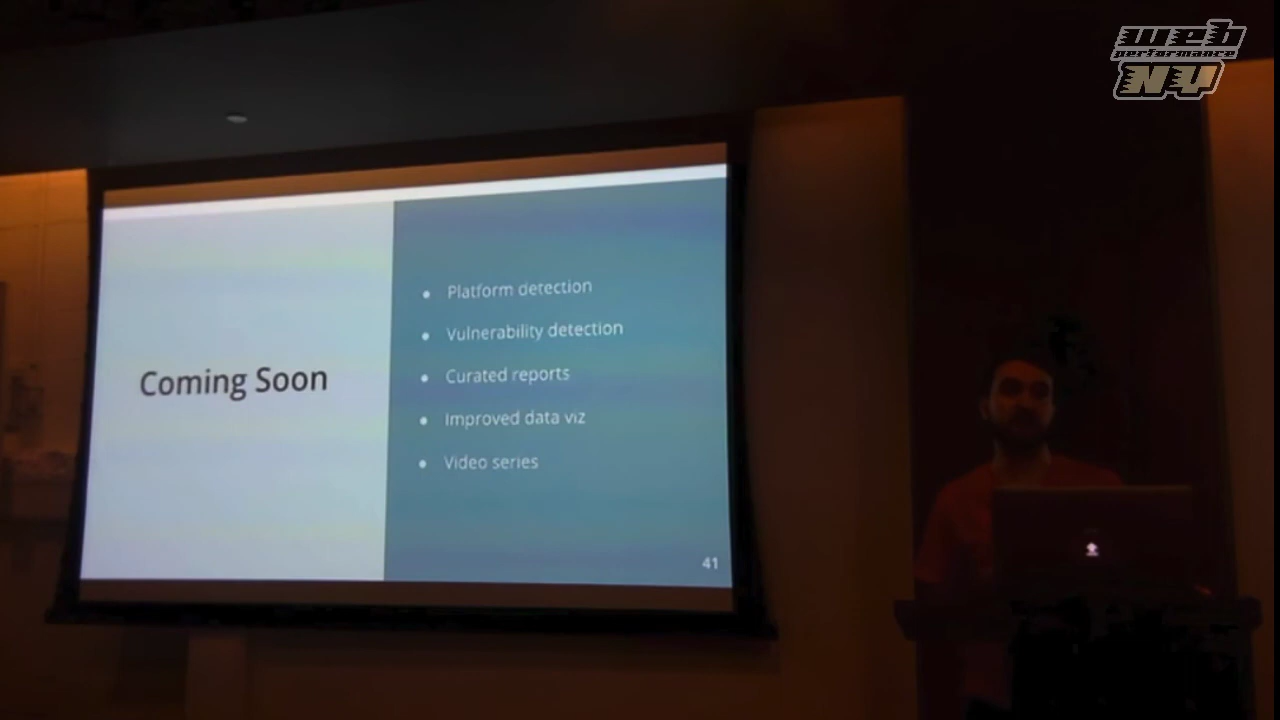 web
performance
NY
Coming Soon
Platform detection
Vulnerability detection
Curated reports
Improved data viz
Video series
41